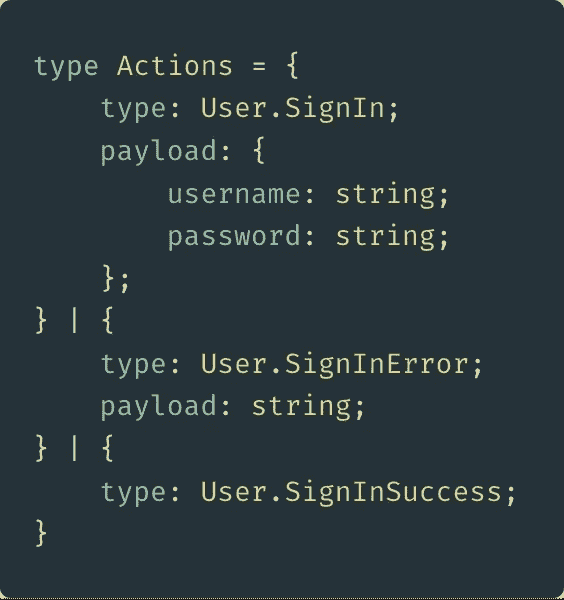 type Actions = {
    type: User.SignIn;
    payload: {
        username: string;
        password: string;
    };
} | {
    type: User.SignInError;
    payload: string;
} | {
    type: User.SignInSuccess;
}